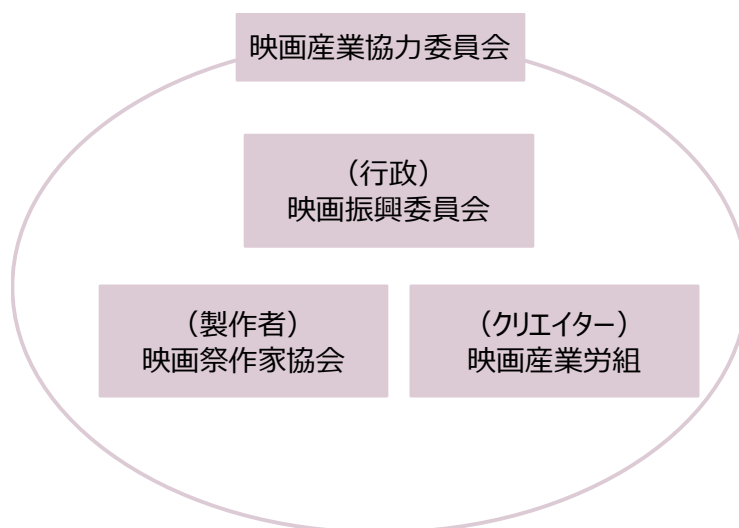 映画産業協力委員会
（行政）
映画振興委員会
（製作者）
映画祭作家協会
（クリエイター）
映画産業労組